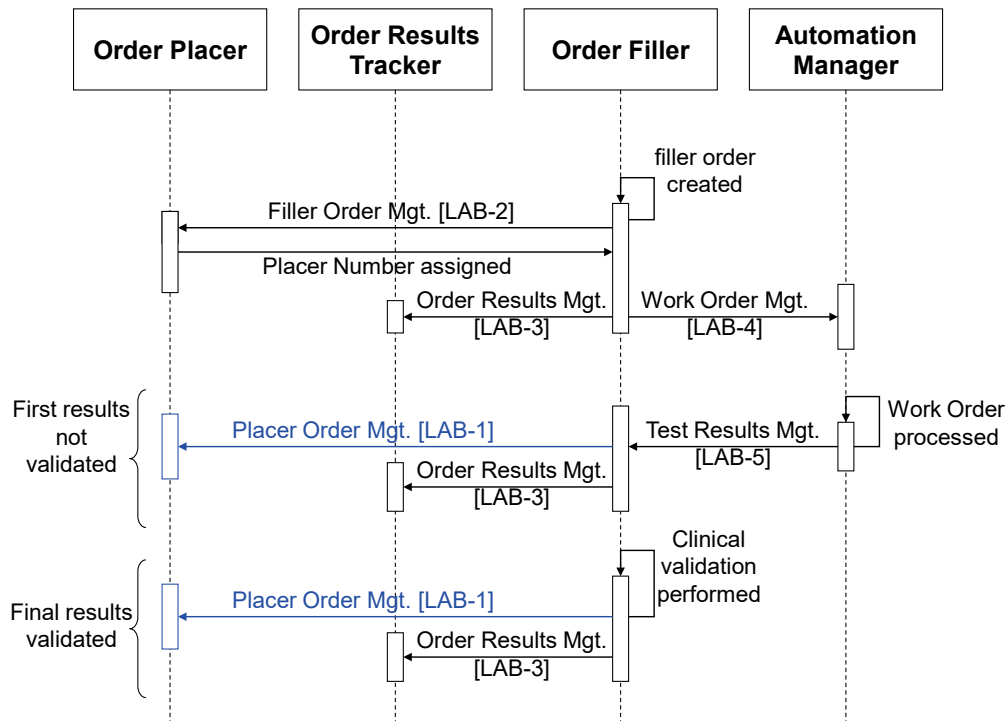 Order Placer
Order Results
Tracker
Order Filler
Automation
Manager
filler order
created
Filler Order Mgt. [LAB-2]
Placer Number assigned
Order Results Mgt.
[LAB-3]
Work Order Mgt.
[LAB-4]
First results
not
validated
Placer Order Mgt. [LAB-1]
Test Results Mgt.
[LAB-5]
Work Order
processed
Order Results Mgt.
[LAB-3]
Clinical
validation
performed
Final results
validated
Placer Order Mgt. [LAB-1]
Order Results Mgt.
[LAB-3]